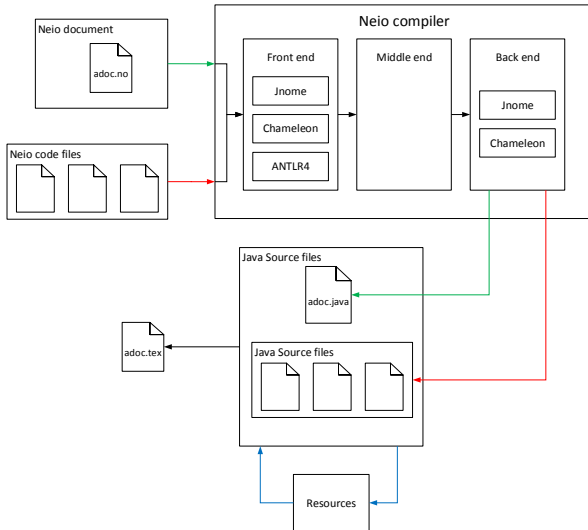 Neio compiler
Neio document
adoc.no
Neio code files
Front end
Jnome
Chameleon
ANTLR4
Middle end
Back end
Jnome
Chameleon
Java Source files
adoc.java
adoc.tex
Java Source files
Resources